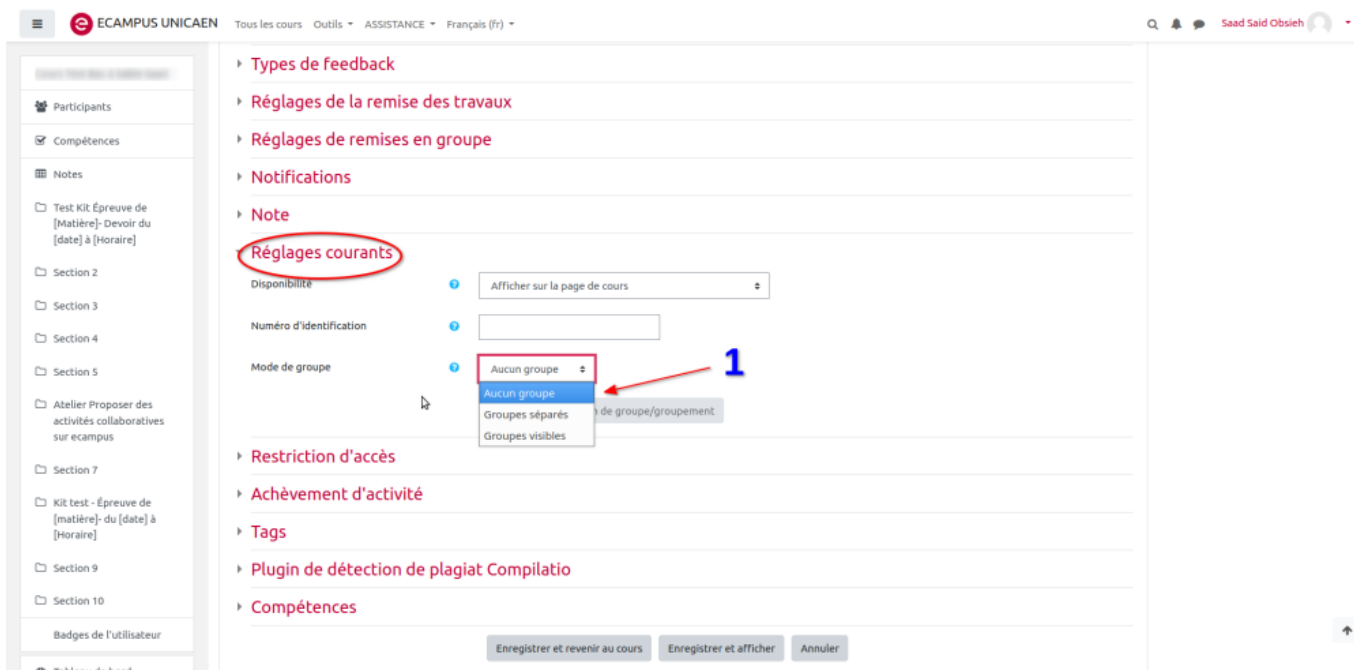 ECAMPUS UNICAEN Tous les cours Outils ASSISTANCE Français (fr) Saad Said Obsieh
Participants
Compétences
Notes
Test Kit Épreuve de
[Matière]- Devoir du
[date] à [Horaire]
Section 2
Section 3
Section 4
Section 5
Atelier Proposer des
activités collaboratives
sur ecampus
Section 7
Kit test - Épreuve de
[matière]- du [date] à
[Horaire]
Section 9
Section 10
Badges de l'utilisateur
Types de feedback
Réglages de la remise des travaux
Réglages de remises en groupe
Notifications
Note
Réglages courants
Disponibilité
Afficher sur la page de cours
Numéro d'identification
Mode de groupe
Aucun groupe
1
Aucun groupe
Groupes séparés
de groupe/groupement
Groupes visibles
Restriction d'accès
Achèvement d'activité
Tags
Plugin de détection de plagiat Compilatio
Compétences
Enregistrer et revenir au cours Enregistrer et afficher Annuler